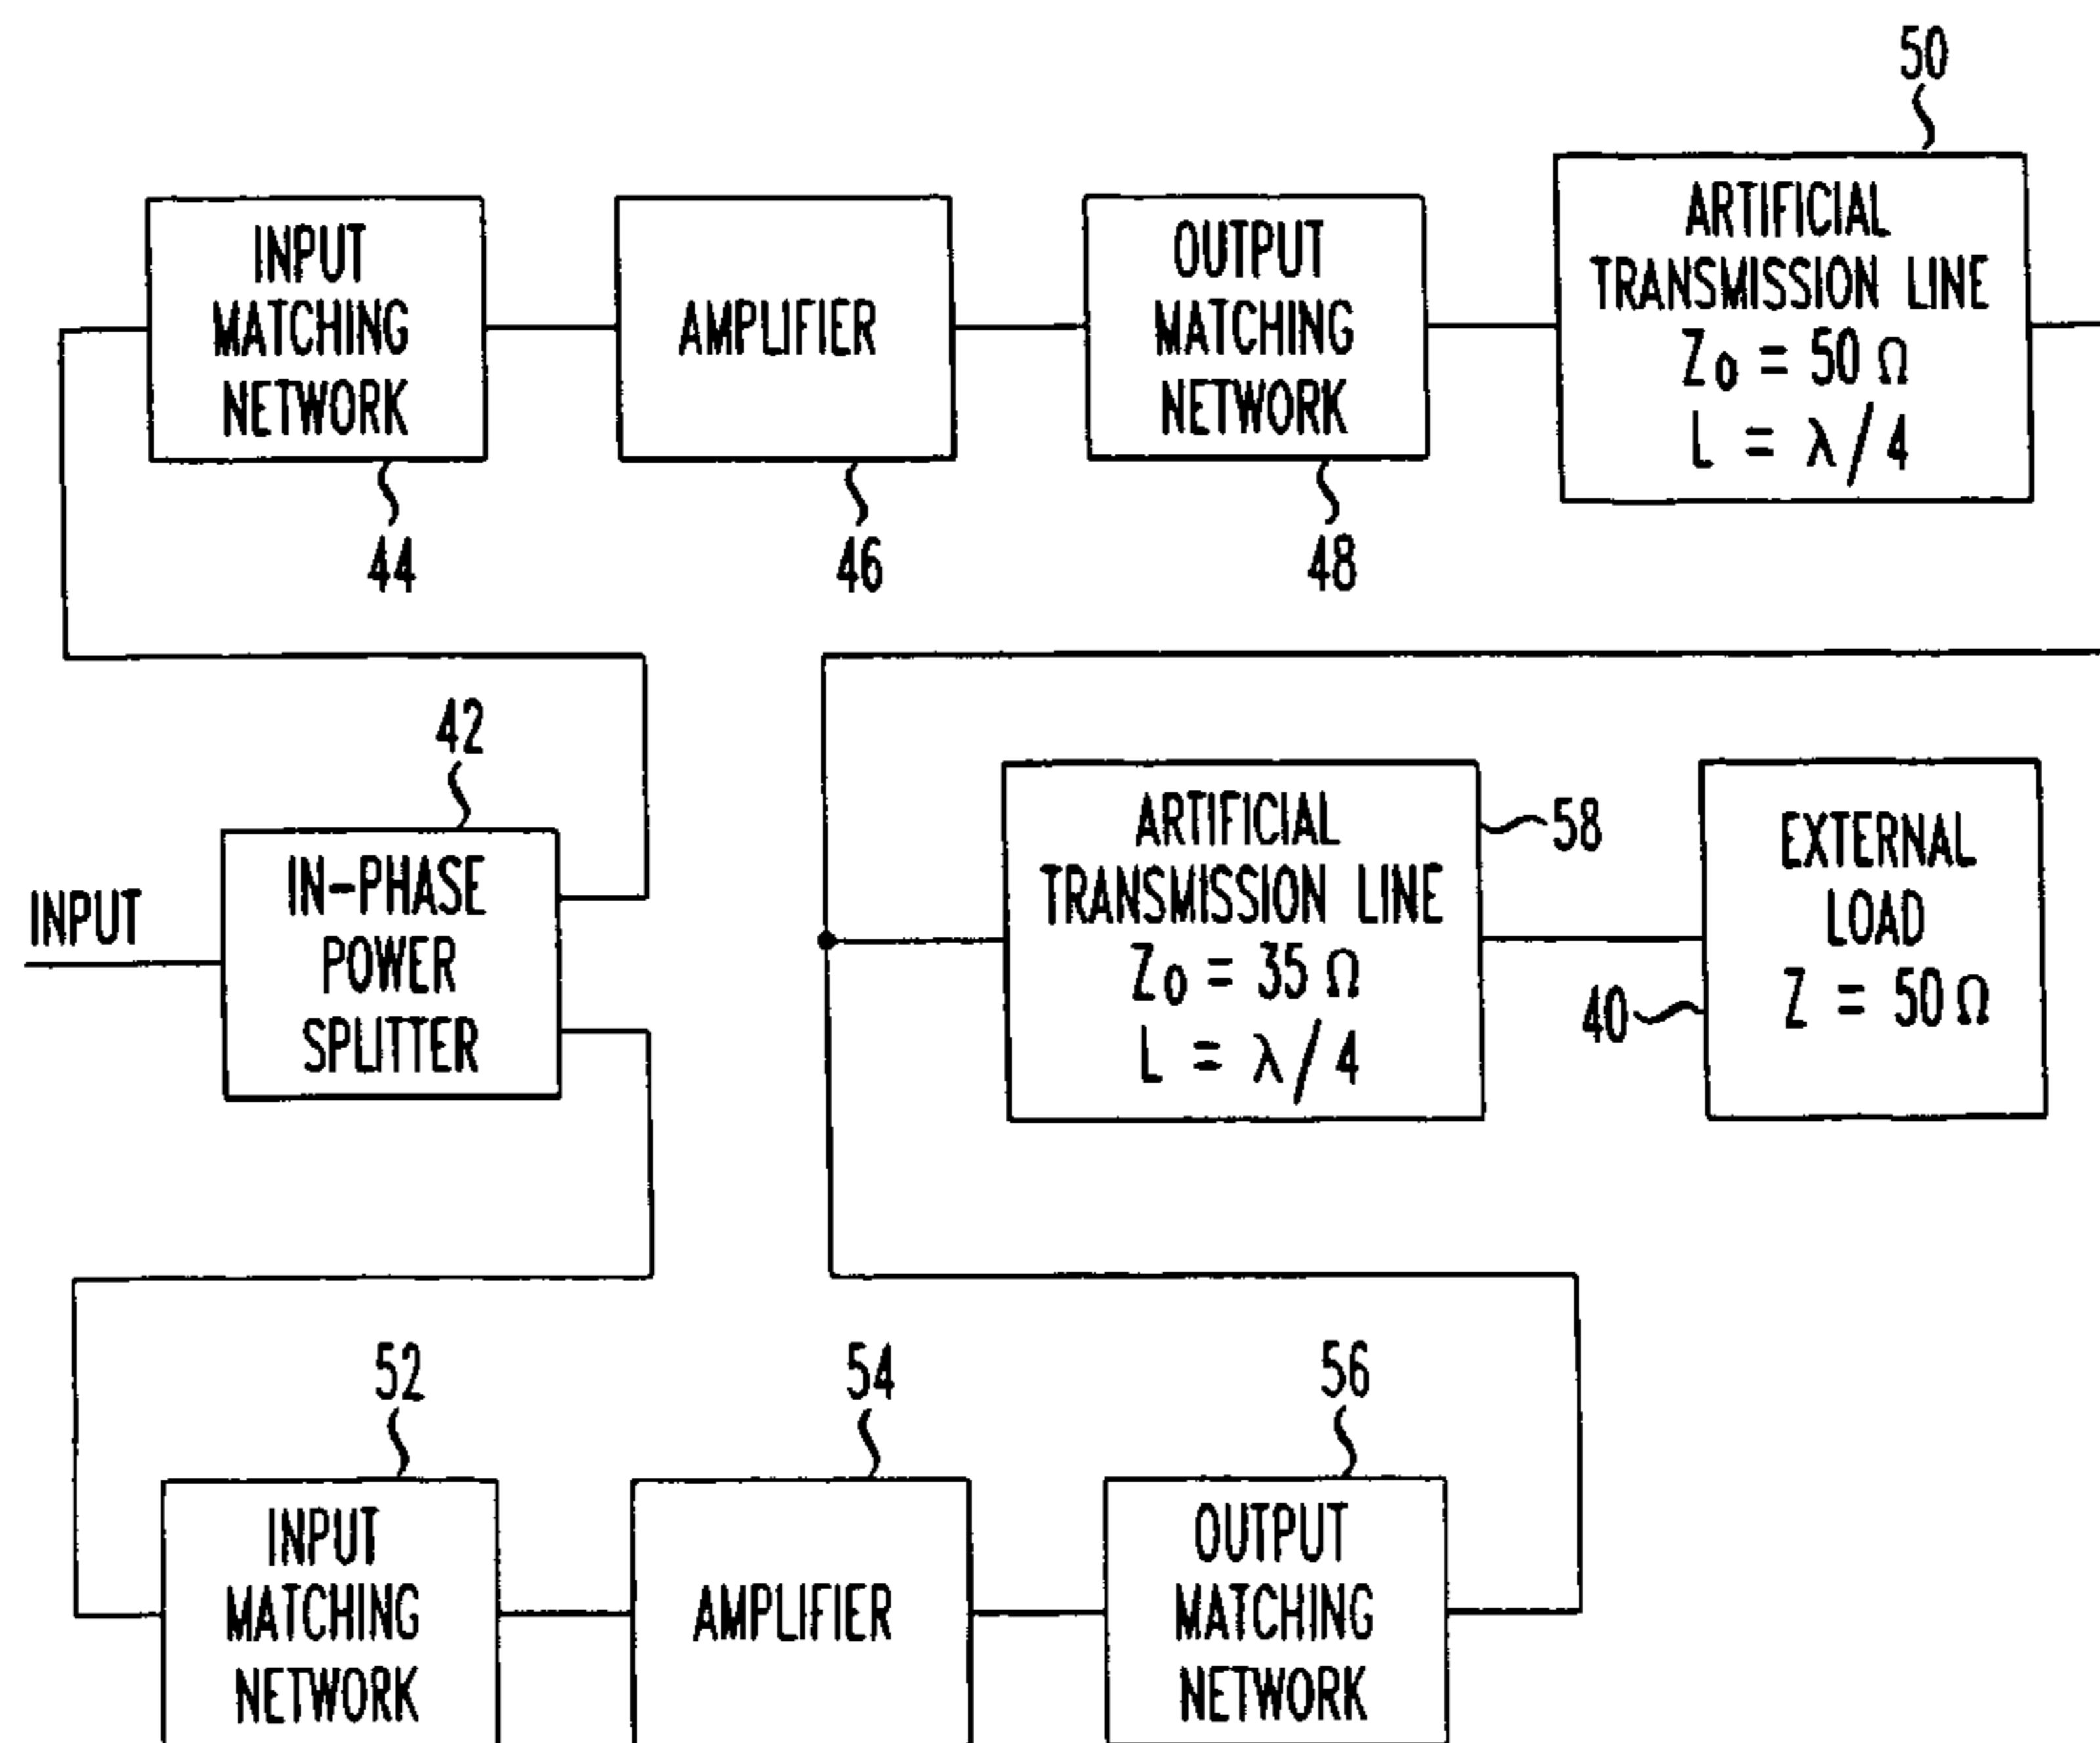 50
INPUT
MATCHING
NETWORK
44
AMPLIFIER
46
OUTPUT
MATCHING
NETWORK
48
ARTIFICIAL
TRANSMISSION LINE
Z0 = 50 Ω
L = λ/4
42
IN-PHASE
POWER
SPLITTER
INPUT
ARTIFICIAL
TRANSMISSION LINE
Z0 = 35 Ω
L = λ/4
58
EXTERNAL
LOAD
Z = 50 Ω
40
52
INPUT
MATCHING
NETWORK
54
AMPLIFIER
56
OUTPUT
MATCHING
NETWORK